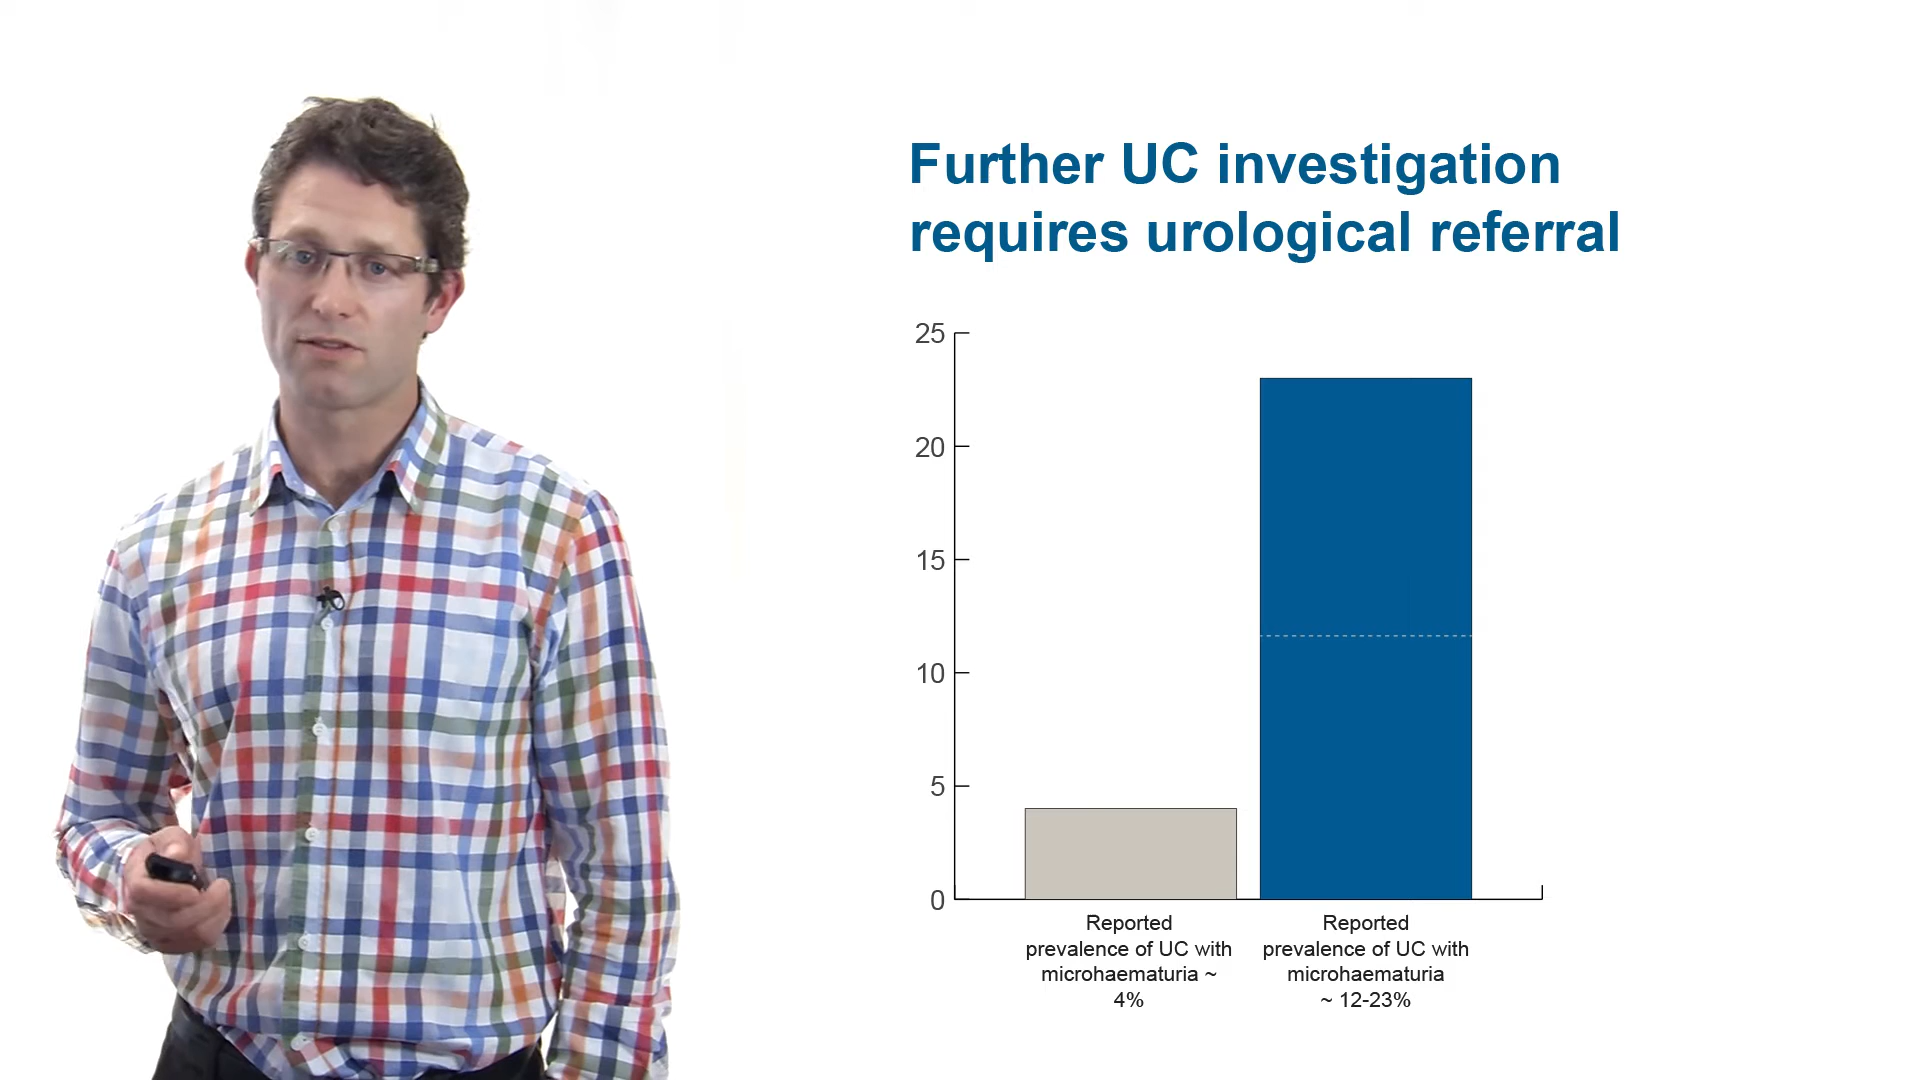 Further UC investigation
requires urological referral
25
20
15
10
5
0
Reported
prevalence of UC with
microhaematuria ~
4%
Reported
prevalence of UC with
microhaematuria
~ 12-23%